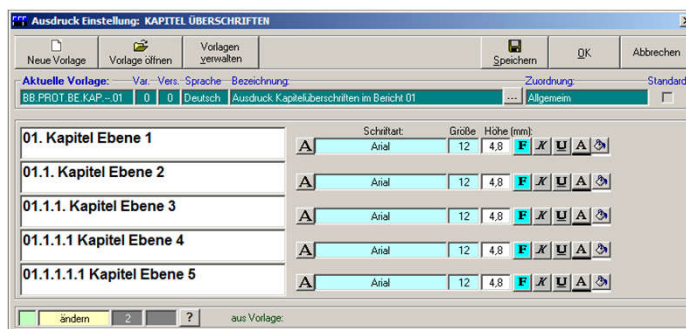 Ausdruck Einstellung: KAPITEL ÜBERSCHRIFTEN
Neue Vorlage Vorlage öffnen Vorlagen verwalten Speichern OK Abbrechen
Aktuelle Vorlage: Var. Vers. Sprache Bezeichnung: Zuordnung: Standard
BB.PROT.BE.KAP.--.01 0 0 Deutsch Ausdruck Kapitelüberschriften im Bericht 01 ... Allgemeim
Schriftart: Größe Höhe (mm):
01. Kapitel Ebene 1 A Arial 12 4,8 F K U A
01.1. Kapitel Ebene 2 A Arial 12 4,8 F K U A
01.1.1. Kapitel Ebene 3 A Arial 12 4,8 F K U A
01.1.1.1 Kapitel Ebene 4 A Arial 12 4,8 F K U A
01.1.1.1.1 Kapitel Ebene 5 A Arial 12 4,8 F K U A
ändern 2 ? aus Vorlage: